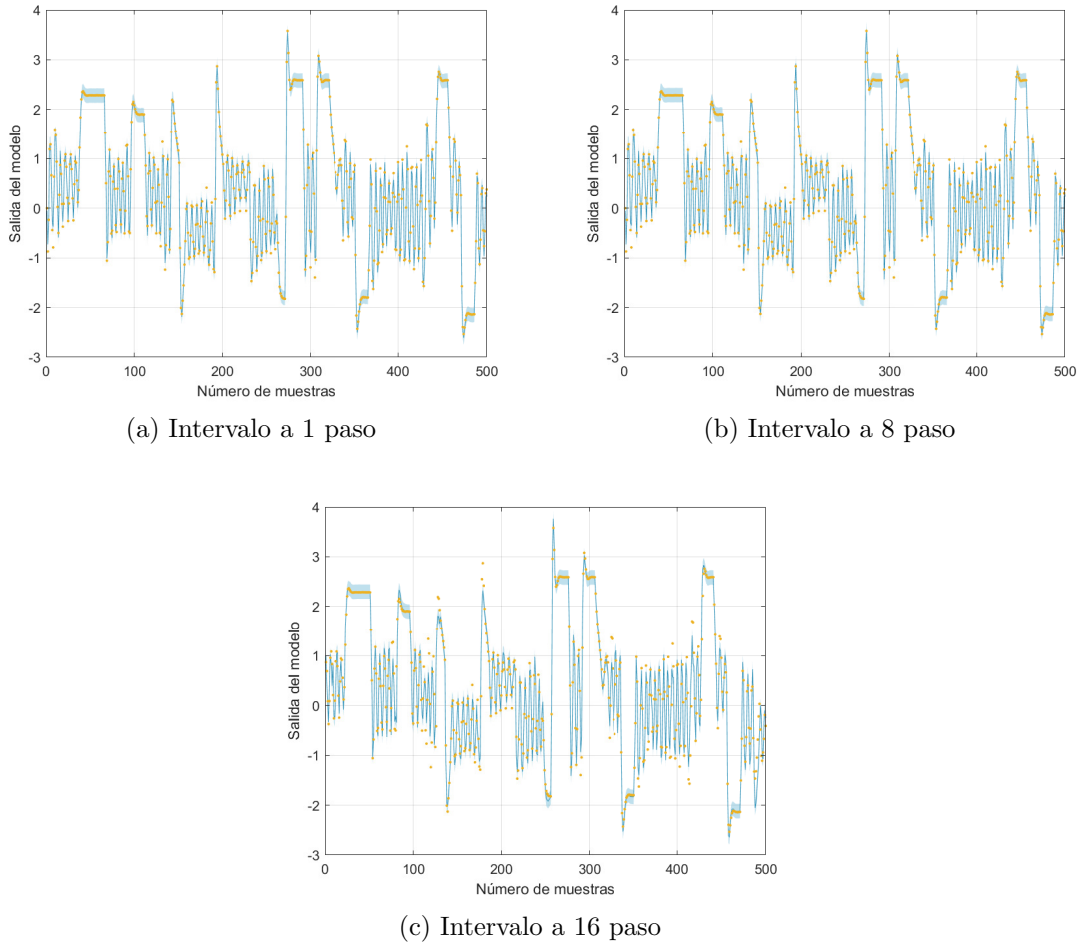 4
3
2
1
0
-1
-2
-3
Salida del modelo
0 100 200 300 400 500
Número de muestras
(a) Intervalo a 1 paso
4
3
2
1
0
-1
-2
-3
Salida del modelo
0 100 200 300 400 500
Número de muestras
(b) Intervalo a 8 paso
4
3
2
1
0
-1
-2
-3
Salida del modelo
0 100 200 300 400 500
Número de muestras
(c) Intervalo a 16 paso